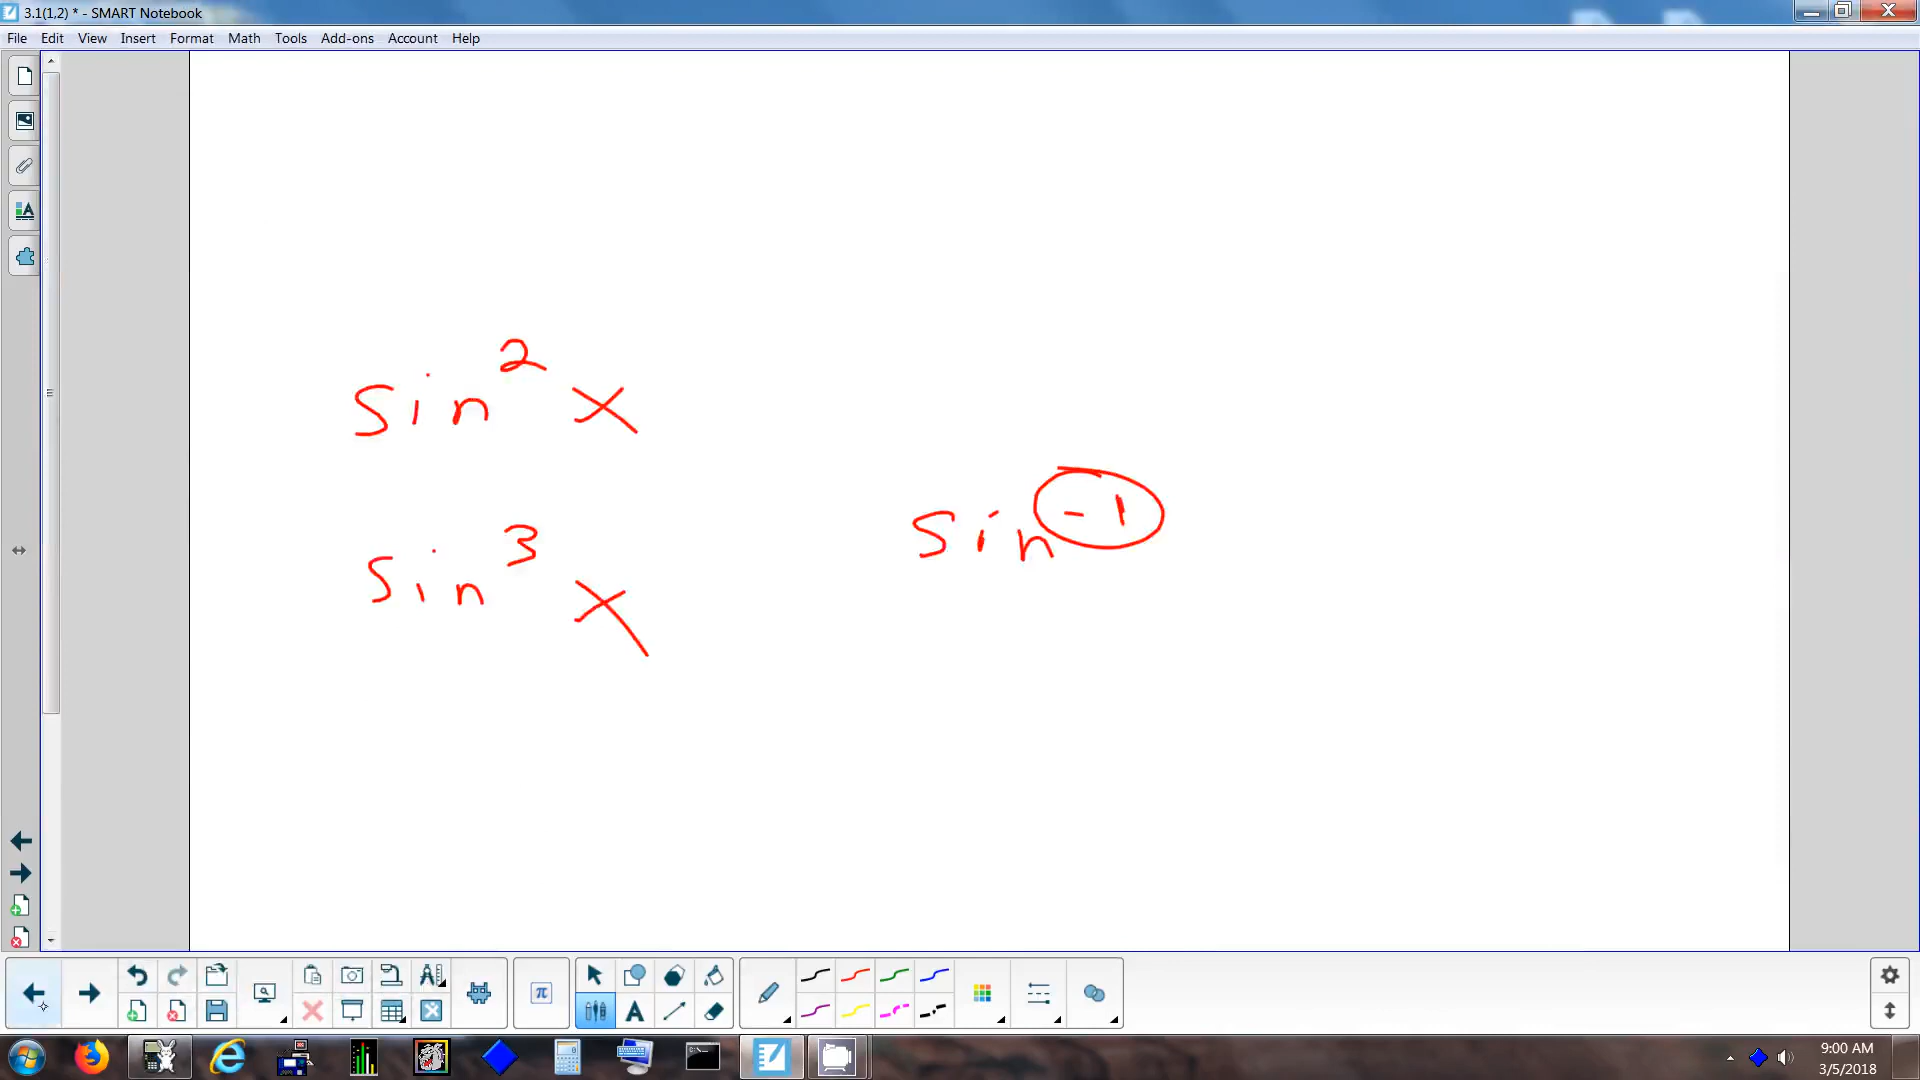 3.1(1,2) * - SMART Notebook
File Edit View Insert Format Math Tools Add-ons Account Help
sin² x
sin⁻¹
sin³ x
π
A
9:00 AM
3/5/2018